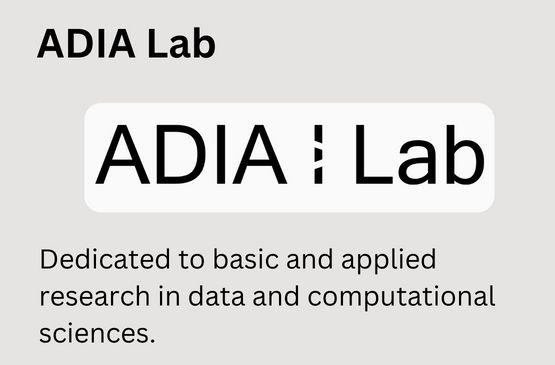 ADIA Lab
ADIA Lab
Dedicated to basic and applied
research in data and computational
sciences.